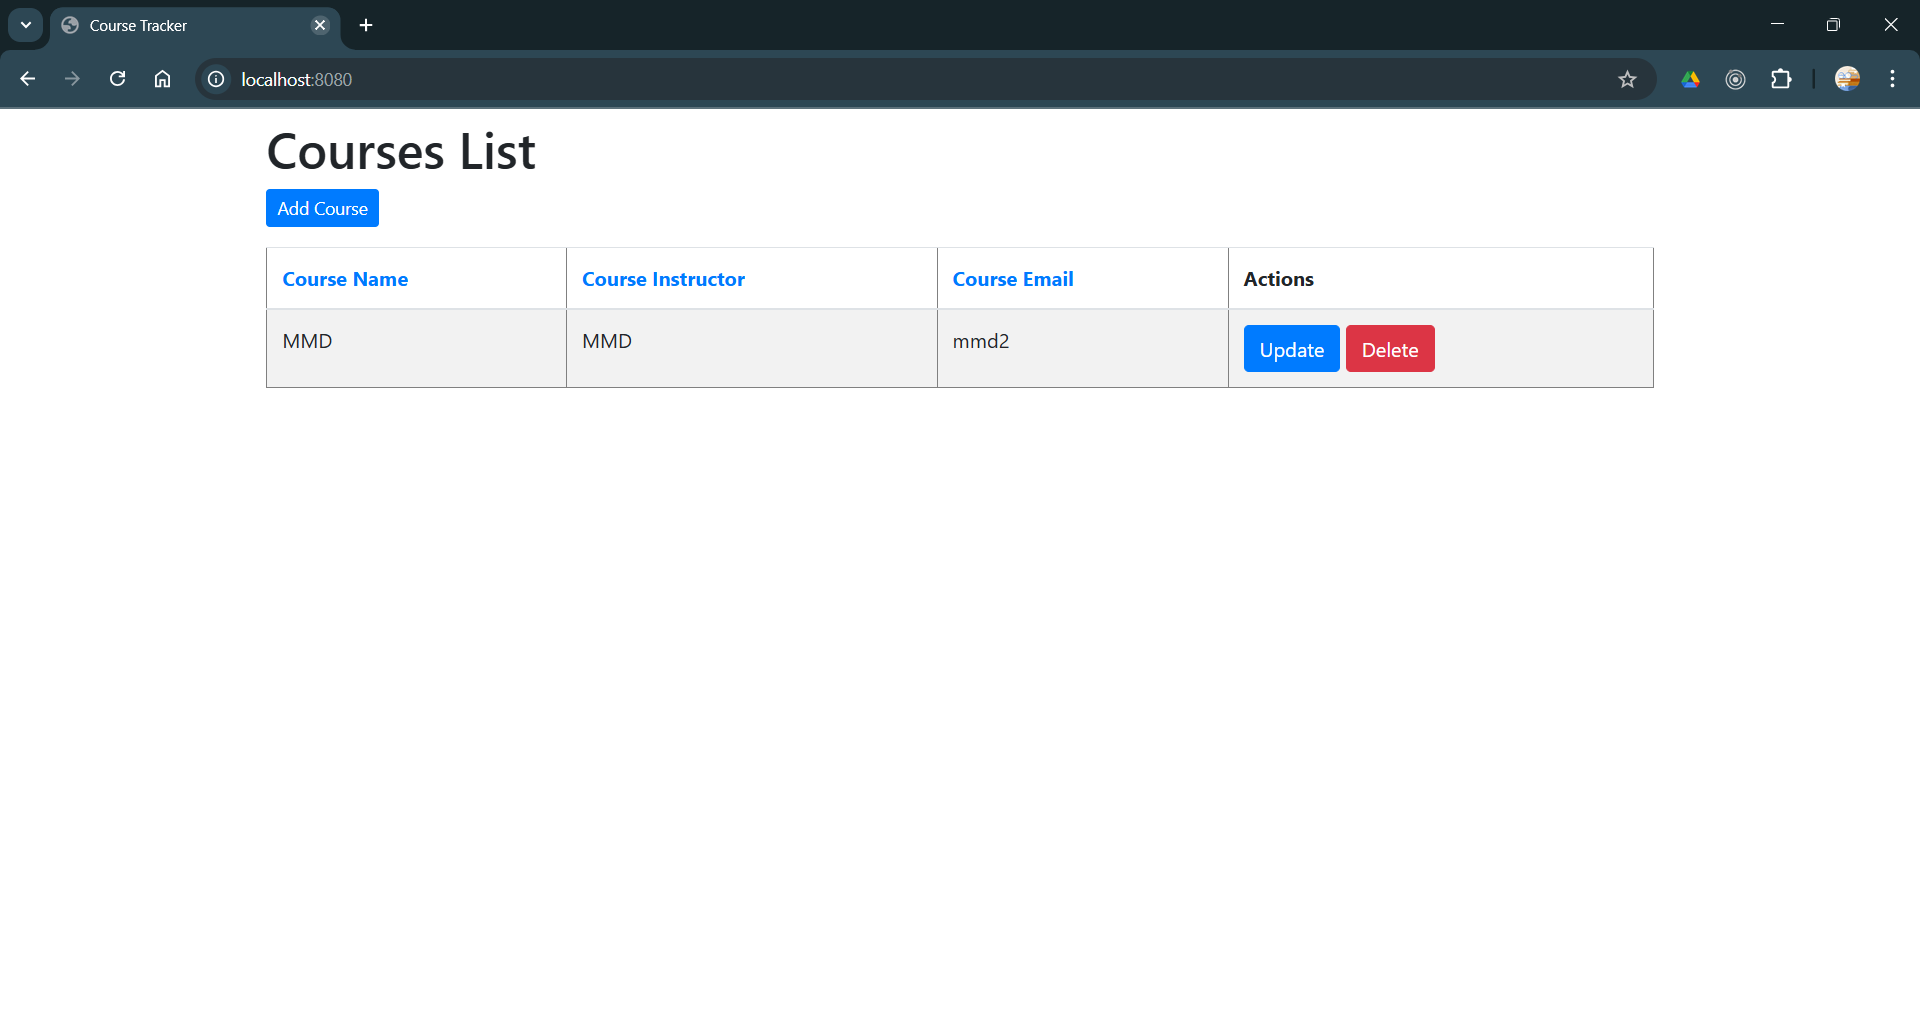 Course Tracker
localhost:8080
Courses List
Add Course
Course Name Course Instructor Course Email Actions
MMD MMD mmd2 Update Delete